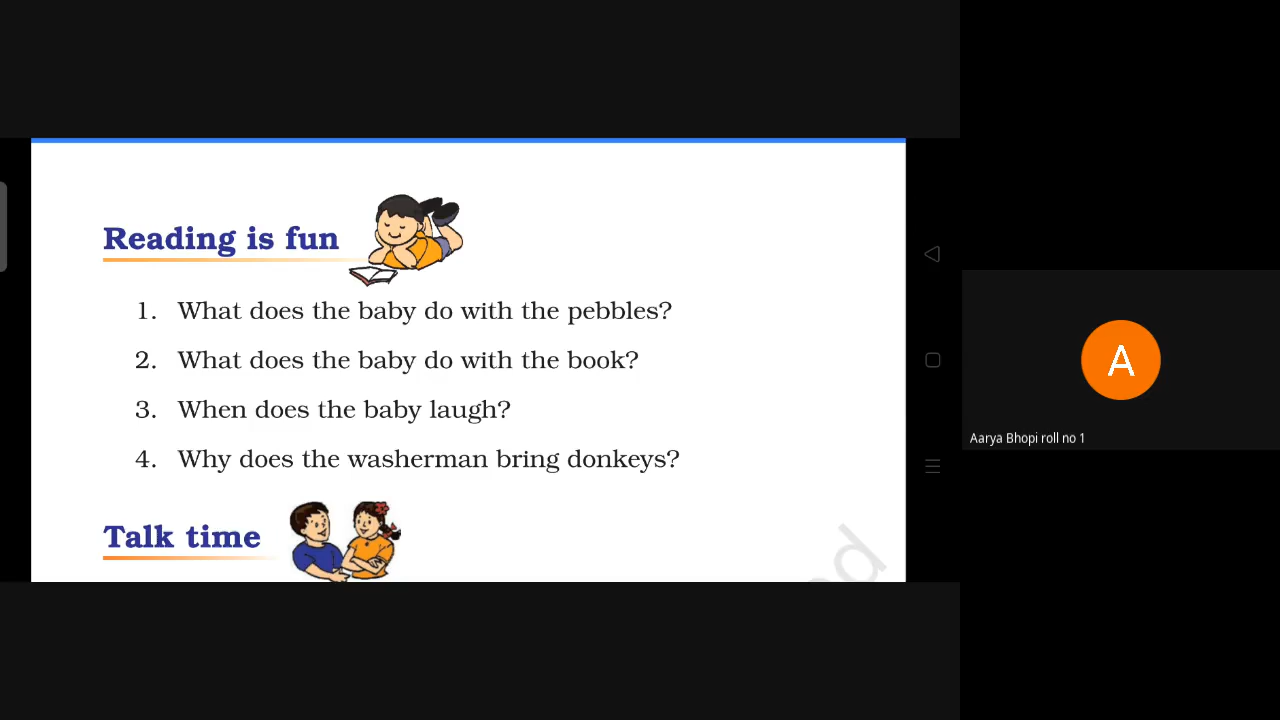 Reading is fun
1. What does the baby do with the pebbles?
2. What does the baby do with the book?
3. When does the baby laugh?
4. Why does the washerman bring donkeys?
Talk time
A
Aarya Bhopi roll no 1